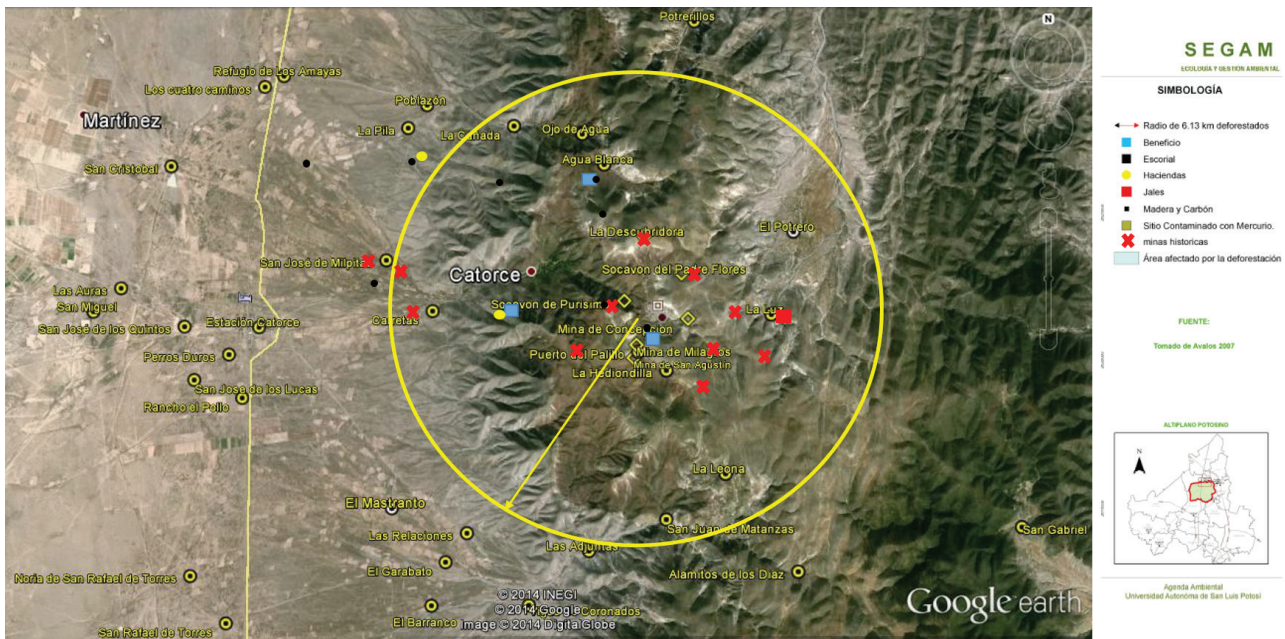 Potrerillos
N
Refugio de Los Amayas
Los cuatro caminos
Poblazón
Martínez
La Pila
La Cañada
Ojo de Agua
San Cristobal
Agua Blanca
La Descubridora
El Potrero
San José de Milpitas
Catorce
Socavon del Padre Flores
Las Auras
San Miguel
Socavon de Purisim
Carretas
La Luz
San José de los Quintos
Estación Catorce
Mina de Concepción
Perros Duros
Puerto del Palillo
Mina de Milagros
Mina de San Agustin
La Hediondilla
San José de los Lucas
Rancho el Pollo
La Leona
El Mastranto
San Juan de Matanzas
San Gabriel
Las Relaciones
Las Adjuntas
El Garabato
Alamitos de los Díaz
Noria de San Rafael de Torres
© 2014 INEGI
© 2014 Google
Coronados
El Barranco
Image © 2014 Digital Globe
San Rafael de Torres
Google earth
SEGAM
ECOLOGÍA Y GESTIÓN AMBIENTAL
SIMBOLOGÍA
Radio de 6.13 km deforestados
Beneficio
Escorial
Haciendas
Jales
Madera y Carbón
Sitio Contaminado con Mercurio.
minas historicas
Área afectado por la deforestación
FUENTE:
Tomado de Avalos 2007
ALTIPLANO POTOSINO
N
Agenda Ambiental
Universidad Autonóma de San Luis Potosí